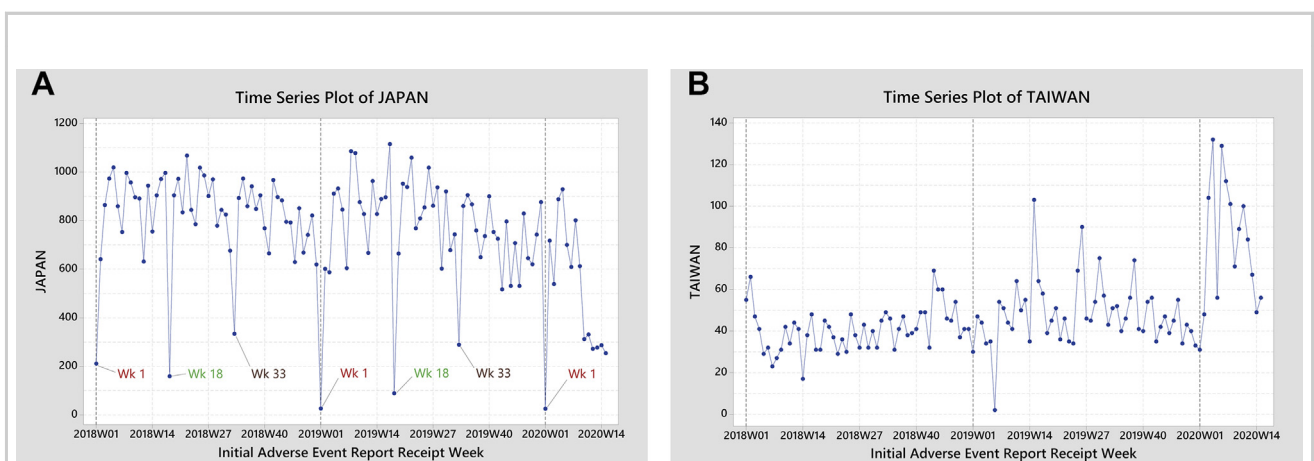 A
Time Series Plot of JAPAN
1200
1000
800
600
400
200
0
JAPAN
Wk 1
Wk 18
Wk 33
Wk 1
Wk 18
Wk 33
Wk 1
2018W01 2018W14 2018W27 2018W40 2019W01 2019W14 2019W27 2019W40 2020W01 2020W14
Initial Adverse Event Report Receipt Week
B
Time Series Plot of TAIWAN
140
120
100
80
60
40
20
0
TAIWAN
2018W01 2018W14 2018W27 2018W40 2019W01 2019W14 2019W27 2019W40 2020W01 2020W14
Initial Adverse Event Report Receipt Week